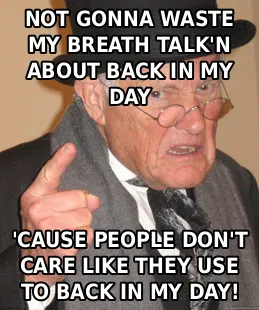 NOT GONNA WASTE
MY BREATH TALK'N
ABOUT BACK IN MY
DAY
'CAUSE PEOPLE DON'T
CARE LIKE THEY USE
TO BACK IN MY DAY!